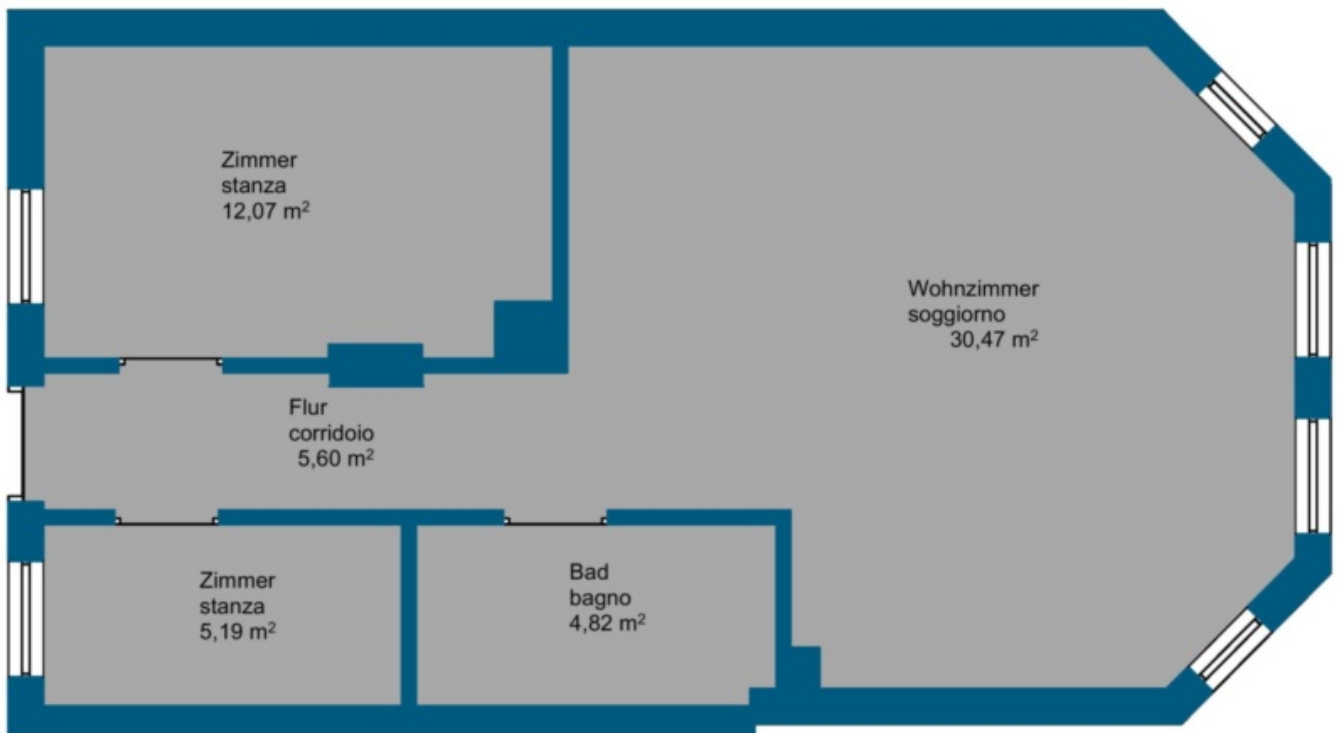 Zimmer
stanza
12,07 m²
Wohnzimmer
soggiorno
30,47 m²
Flur
corridoio
5,60 m²
Zimmer
stanza
5,19 m²
Bad
bagno
4,82 m²